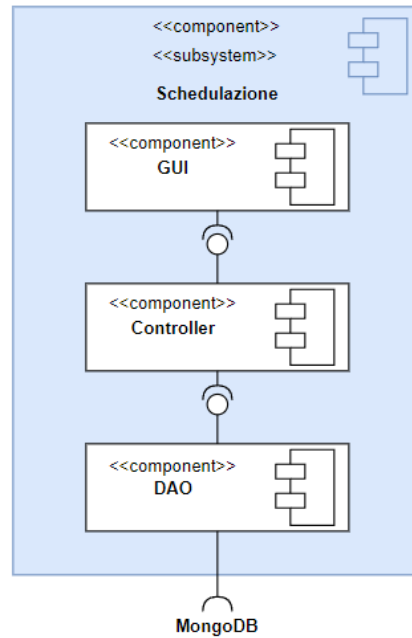 <<component>>
<<subsystem>>
Schedulazione
<<component>>
GUI
<<component>>
Controller
<<component>>
DAO
MongoDB